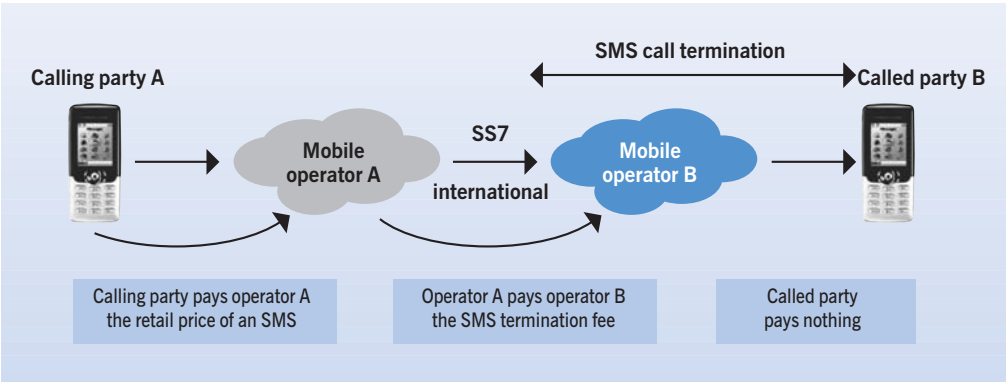 SMS call termination
Calling party A
Called party B
Mobile
operator A
SS7
international
Mobile
operator B
Calling party pays operator A
the retail price of an SMS
Operator A pays operator B
the SMS termination fee
Called party
pays nothing